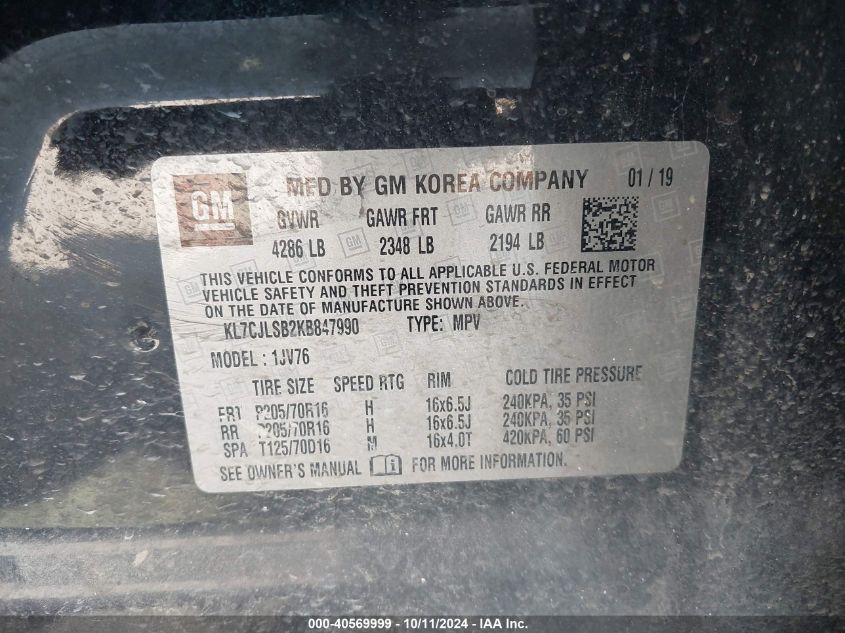 GM
MFD BY GM KOREA COMPANY 01 / 19
GVWR GAWR FRT GAWR RR
4286 LB 2348 LB 2194 LB
THIS VEHICLE CONFORMS TO ALL APPLICABLE U.S. FEDERAL MOTOR
VEHICLE SAFETY AND THEFT PREVENTION STANDARDS IN EFFECT
ON THE DATE OF MANUFACTURE SHOWN ABOVE.
KL7CJLSB2KB847990 TYPE: MPV
MODEL : 1JV76
TIRE SIZE SPEED RTG RIM COLD TIRE PRESSURE
FRT P205/70R16 H 16x6.5J 240KPA, 35 PSI
RR P205/70R16 H 16x6.5J 240KPA, 35 PSI
SPA T125/70D16 M 16x4.0T 420KPA, 60 PSI
SEE OWNER'S MANUAL FOR MORE INFORMATION.
000-40569999 - 10/11/2024 - IAA Inc.